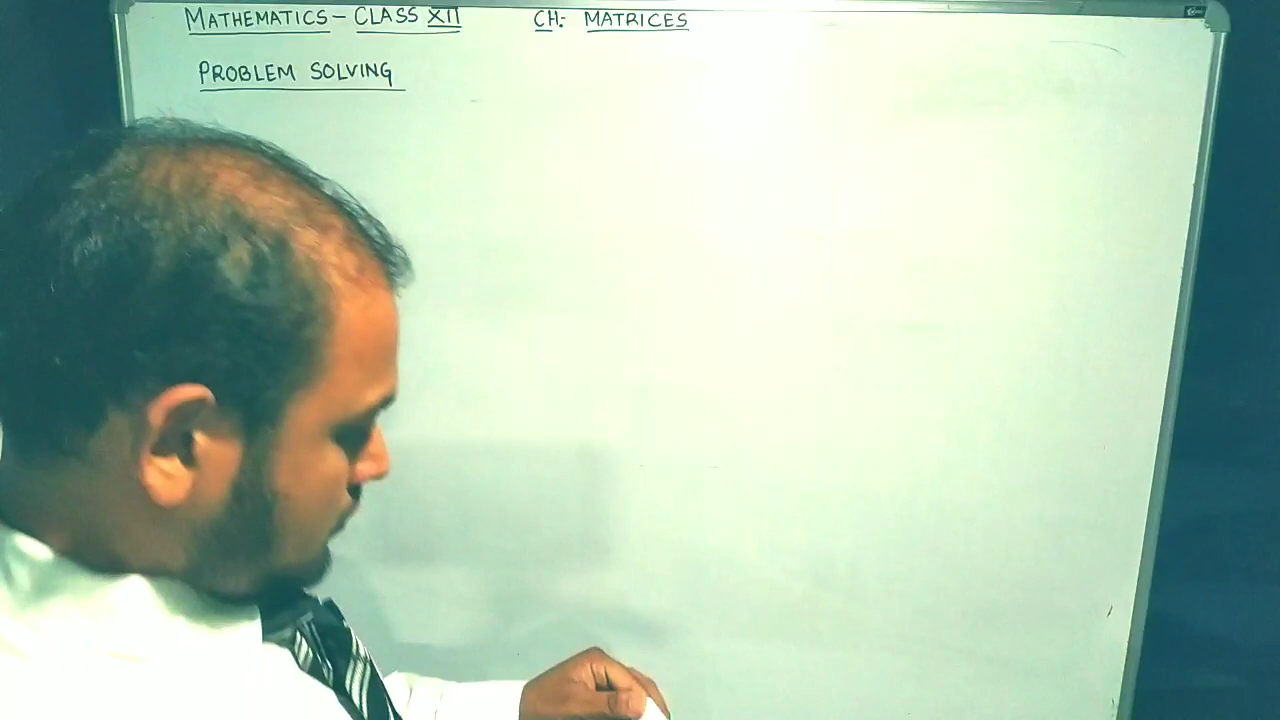 MATHEMATICS – CLASS XII CH: MATRICES
PROBLEM SOLVING